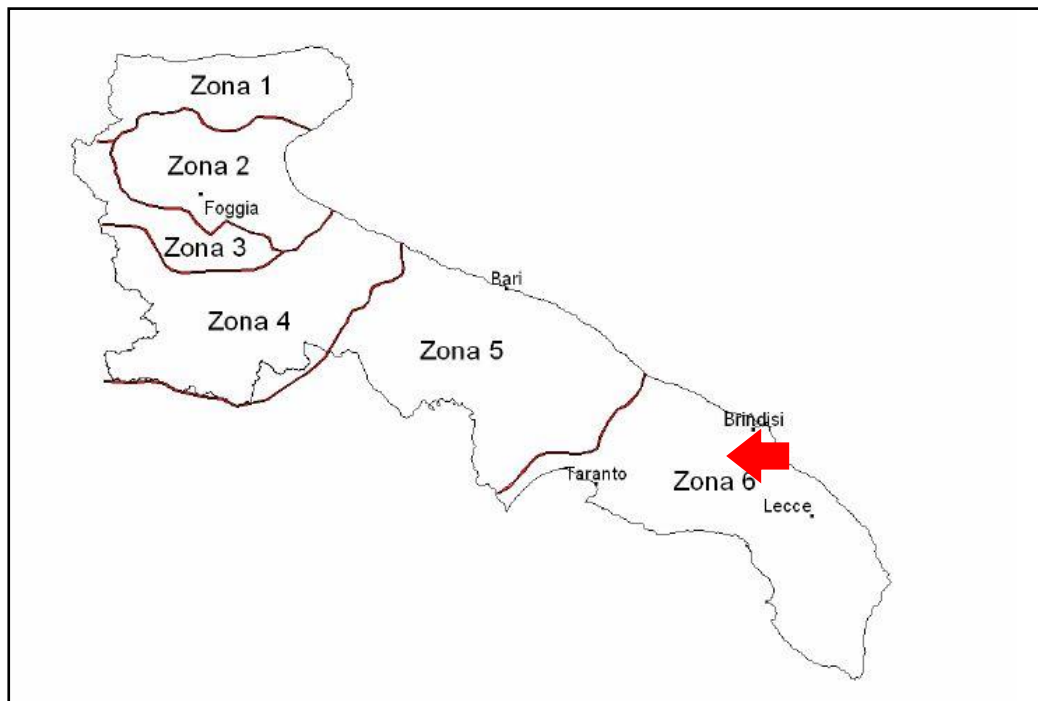 Zona 1
Zona 2
Foggia
Zona 3
Bari
Zona 4
Zona 5
Brindisi
Taranto
Zona 6
Lecce